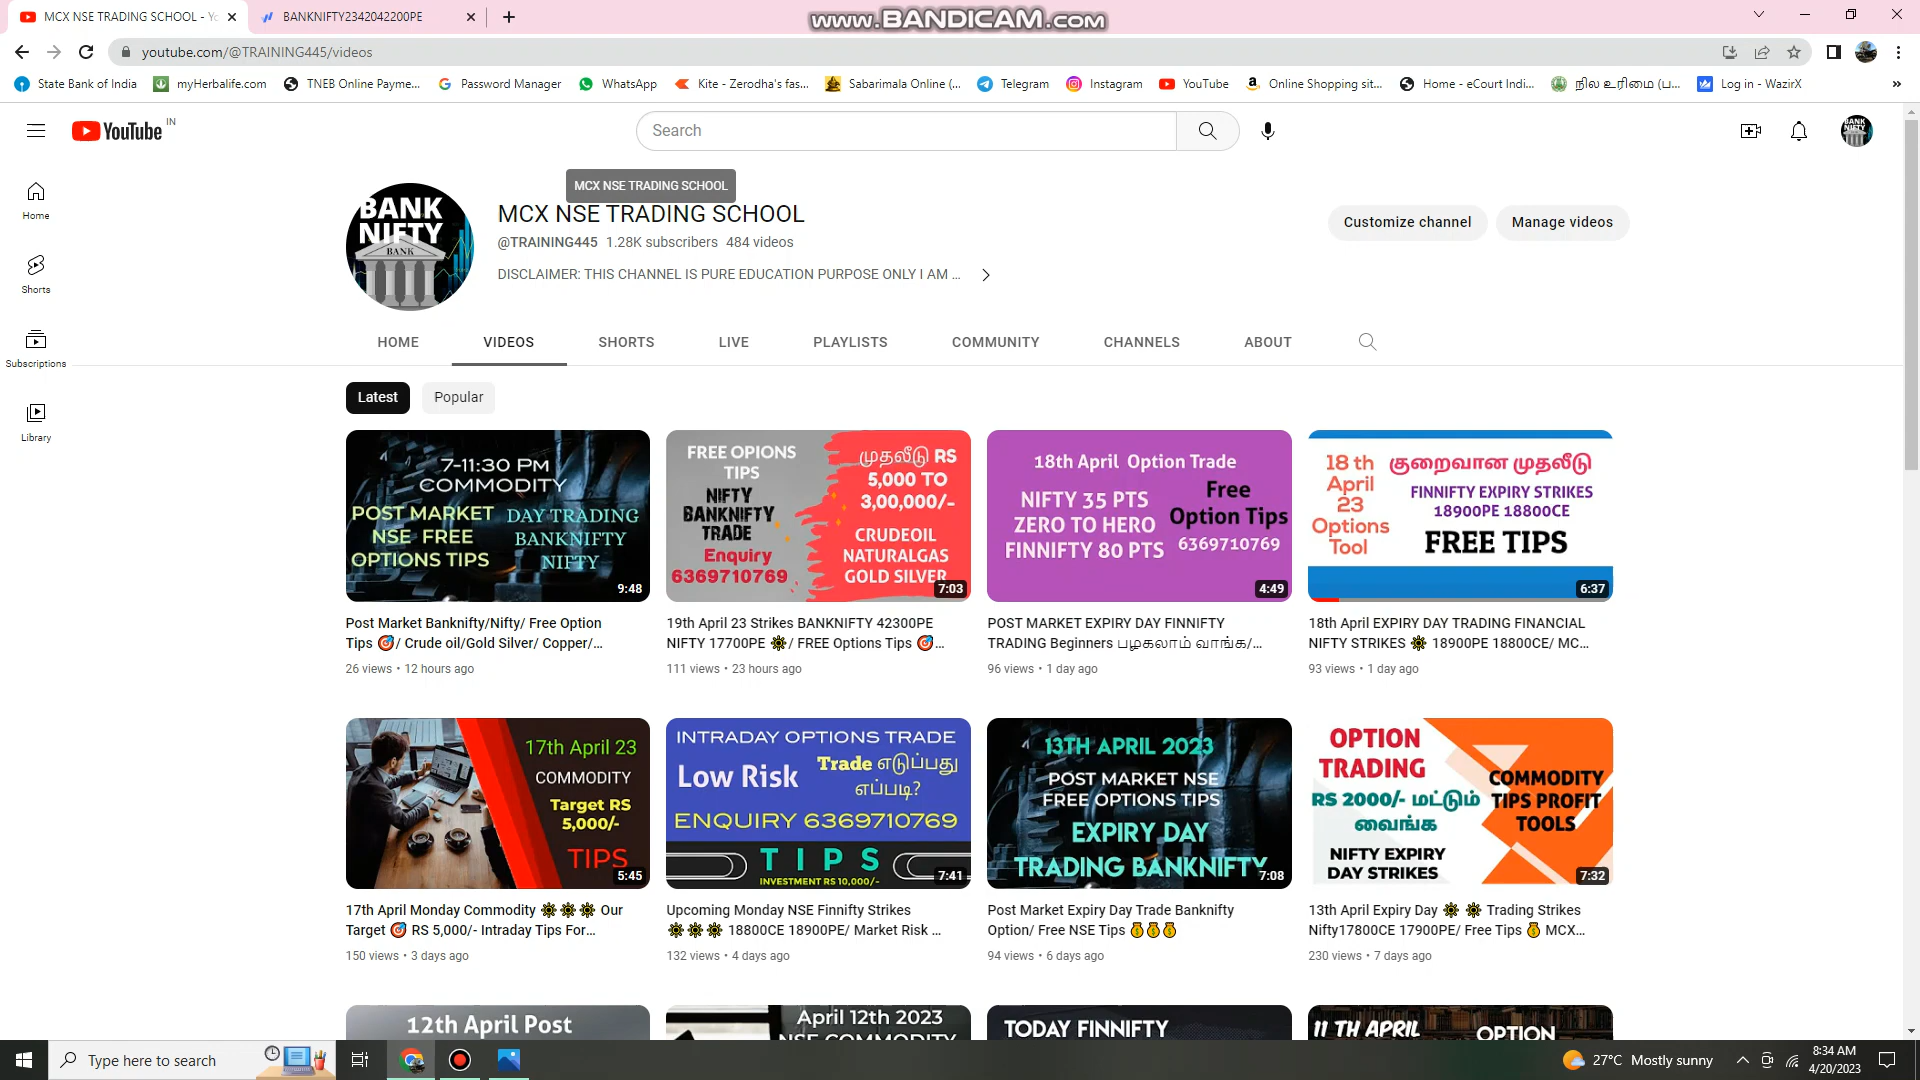 MCX NSE TRADING SCHOOL - Yo
BANKNIFTY2342042200PE
www.BANDICAM.com
youtube.com/@TRAINING445/videos
State Bank of India
myHerbalife.com
TNEB Online Payme...
Password Manager
WhatsApp
Kite - Zerodha's fas...
Sabarimala Online (...
Telegram
Instagram
YouTube
Online Shopping sit...
Home - eCourt Indi...
நில உரிமை (ப...
Log in - WazirX
YouTube IN
Search
MCX NSE TRADING SCHOOL
MCX NSE TRADING SCHOOL
@TRAINING445 1.28K subscribers 484 videos
DISCLAIMER: THIS CHANNEL IS PURE EDUCATION PURPOSE ONLY I AM ...
Customize channel
Manage videos
BANK
NIFTY
BANK
Home
Shorts
Subscriptions
Library
HOME
VIDEOS
SHORTS
LIVE
PLAYLISTS
COMMUNITY
CHANNELS
ABOUT
Latest
Popular
7-11:30 PM
COMMODITY
POST MARKET
NSE FREE
OPTIONS TIPS
DAY TRADING
BANKNIFTY
NIFTY
9:48
FREE OPIONS
TIPS
NIFTY
BANKNIFTY
TRADE
Enquiry
6369710769
முதலீடு RS
5,000 TO
3,00,000/-
CRUDEOIL
NATURALGAS
GOLD SILVER
7:03
18th April Option Trade
NIFTY 35 PTS
ZERO TO HERO
FINNIFTY 80 PTS
Free
Option Tips
6369710769
4:49
18 th
April
23
Options
Tool
குறைவான முதலீடு
FINNIFTY EXPIRY STRIKES
18900PE 18800CE
FREE TIPS
6:37
Post Market Banknifty/Nifty/ Free Option
Tips 🎯/ Crude oil/Gold Silver/ Copper/...
26 views • 12 hours ago
19th April 23 Strikes BANKNIFTY 42300PE
NIFTY 17700PE 🔅/ FREE Options Tips 🎯...
111 views • 23 hours ago
POST MARKET EXPIRY DAY FINNIFTY
TRADING Beginners பழகலாம் வாங்க/...
96 views • 1 day ago
18th April EXPIRY DAY TRADING FINANCIAL
NIFTY STRIKES 🔅 18900PE 18800CE/ MC...
93 views • 1 day ago
17th April 23
COMMODITY
Target RS
5,000/-
TIPS
5:45
INTRADAY OPTIONS TRADE
Low Risk
Trade எடுப்பது
எப்படி?
ENQUIRY 6369710769
TIPS
INVESTMENT RS 10,000/-
7:41
13TH APRIL 2023
POST MARKET NSE
FREE OPTIONS TIPS
EXPIRY DAY
TRADING BANKNIFTY
7:08
OPTION
TRADING
RS 2000/- மட்டும்
வைங்க
NIFTY EXPIRY
DAY STRIKES
COMMODITY
TIPS PROFIT
TOOLS
7:32
17th April Monday Commodity 🔅🔅🔅 Our
Target 🎯 RS 5,000/- Intraday Tips For...
150 views • 3 days ago
Upcoming Monday NSE Finnifty Strikes
🔅🔅🔅 18800CE 18900PE/ Market Risk ...
132 views • 4 days ago
Post Market Expiry Day Trade Banknifty
Option/ Free NSE Tips 💰💰💰
94 views • 6 days ago
13th April Expiry Day 🔅 🔅 Trading Strikes
Nifty17800CE 17900PE/ Free Tips 💰 MCX...
230 views • 7 days ago
12th April Post
April 12th 2023
NSE COMMODITY
TODAY FINNIFTY
11 TH APRIL
OPTION
Type here to search
27°C Mostly sunny
8:34 AM
4/20/2023